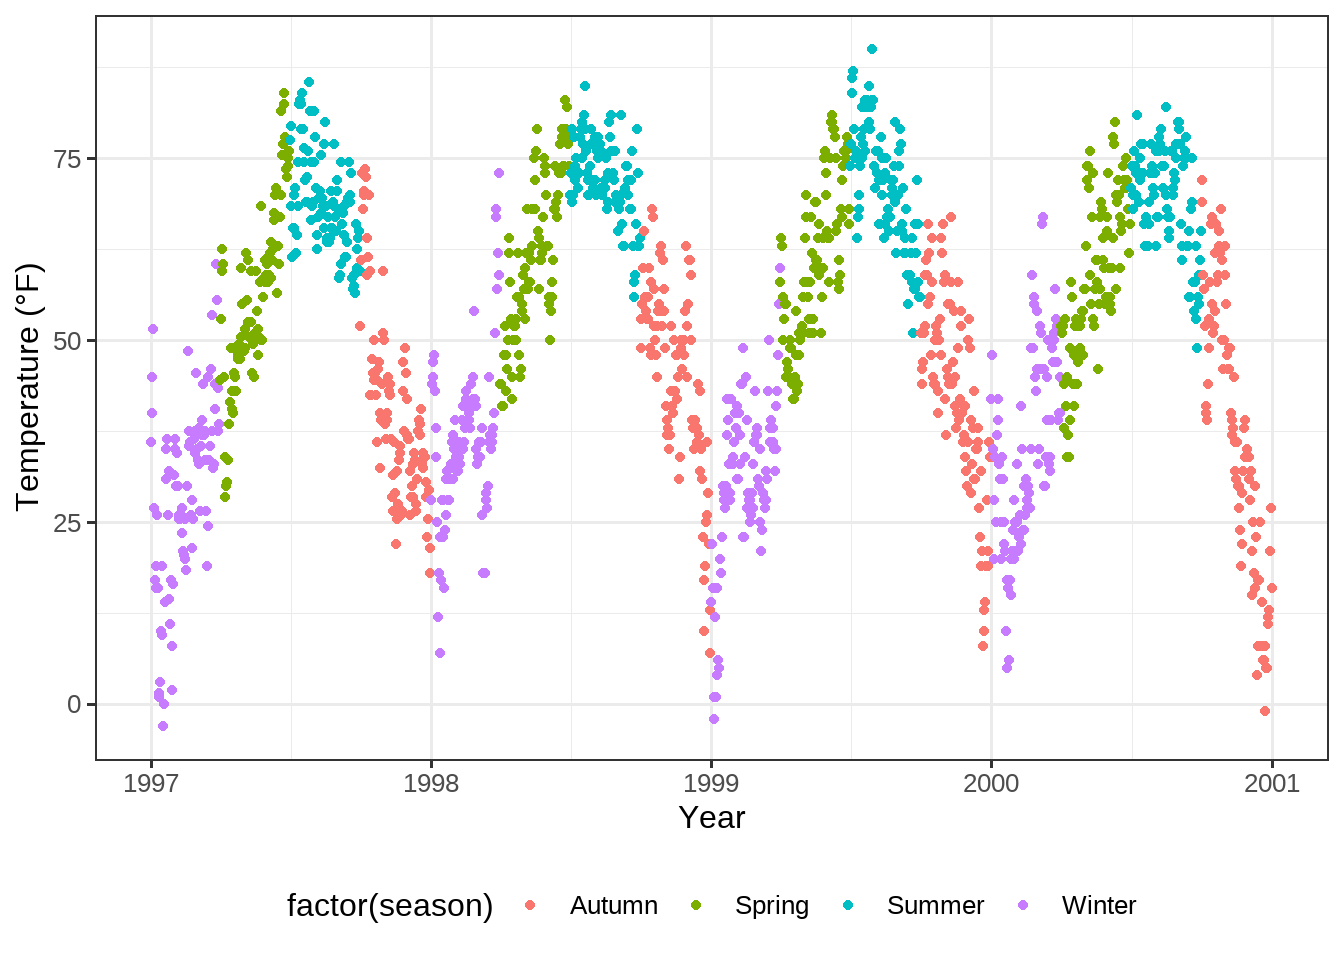 75
50
25
0
Temperature (°F)
1997 1998 1999 2000 2001
Year
factor(season) Autumn Spring Summer Winter